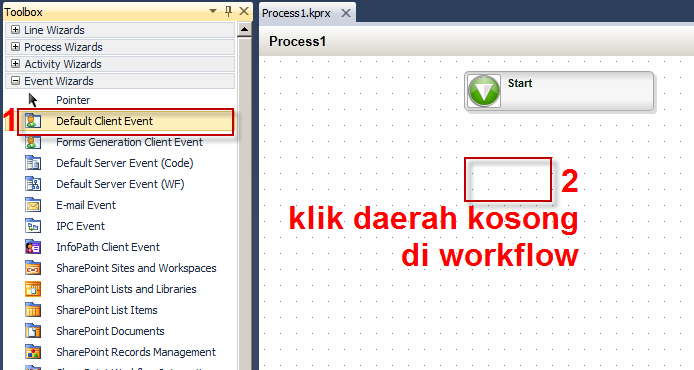 Toolbox
Line Wizards
Process Wizards
Activity Wizards
Event Wizards
Pointer
1
Default Client Event
Forms Generation Client Event
Default Server Event (Code)
Default Server Event (WF)
E-mail Event
IPC Event
InfoPath Client Event
SharePoint Sites and Workspaces
SharePoint Lists and Libraries
SharePoint List Items
SharePoint Documents
SharePoint Records Management
Process1.kprx
Process1
Start
2
klik daerah kosong
di workflow